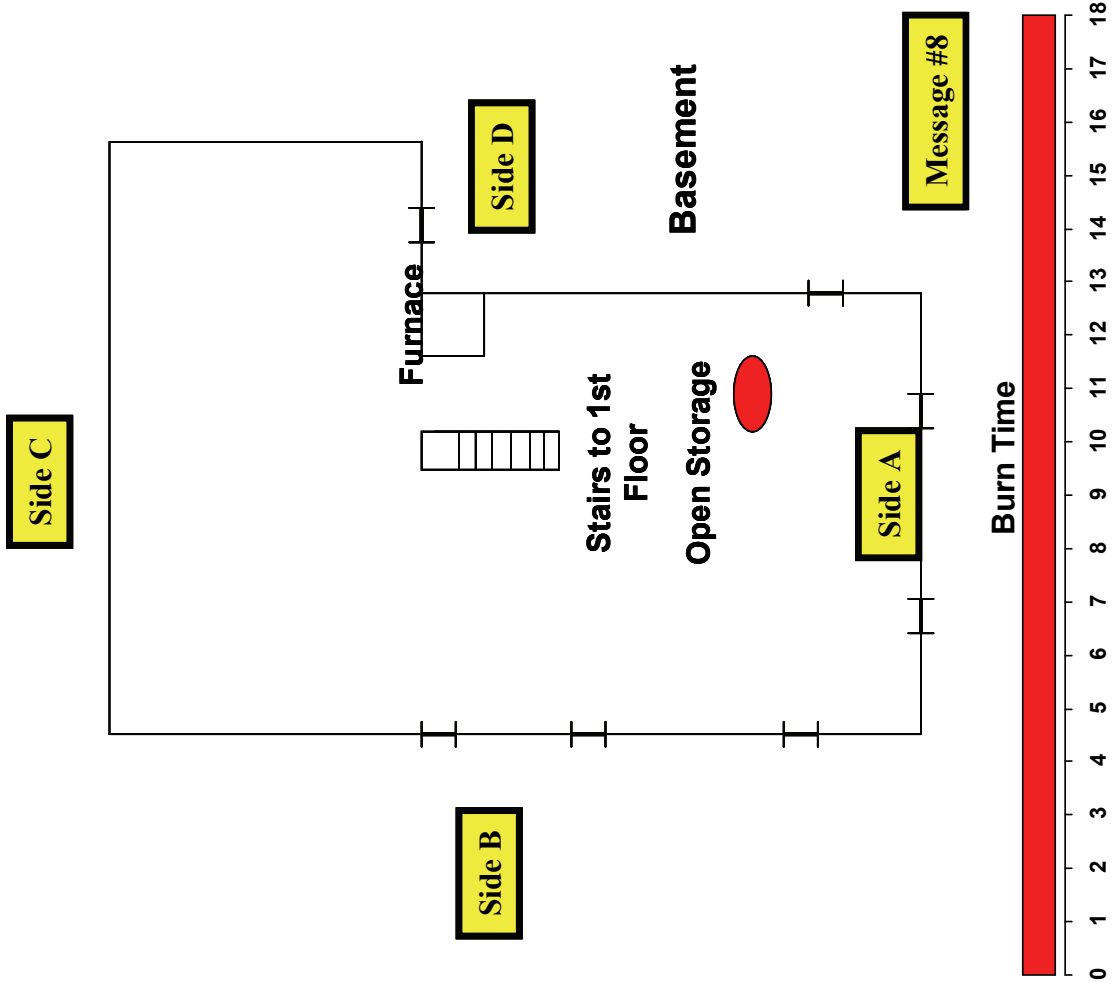 Side C
Side D
Furnace
Basement
Stairs to 1st
Floor
Open Storage
Side B
Side A
Message #8
Burn Time
0 1 2 3 4 5 6 7 8 9 10 11 12 13 14 15 16 17 18